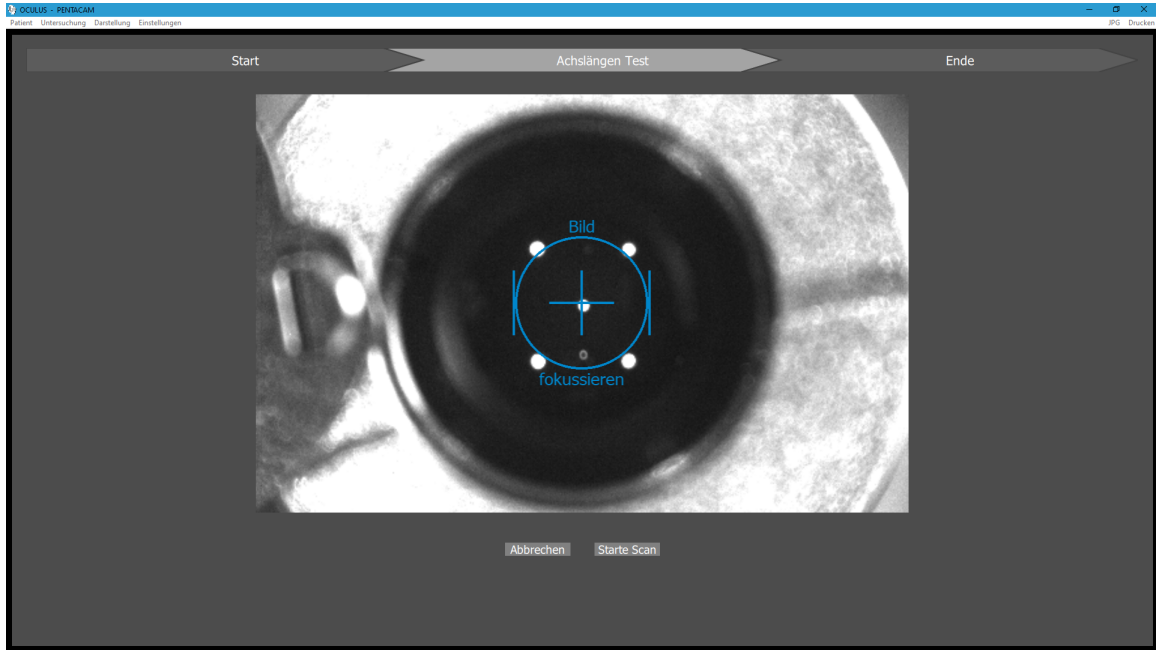 OCULUS - PENTACAM
Patient Untersuchung Darstellung Einstellungen JPG Drucken
Start Achslängen Test Ende
Bild
fokussieren
Abbrechen Starte Scan